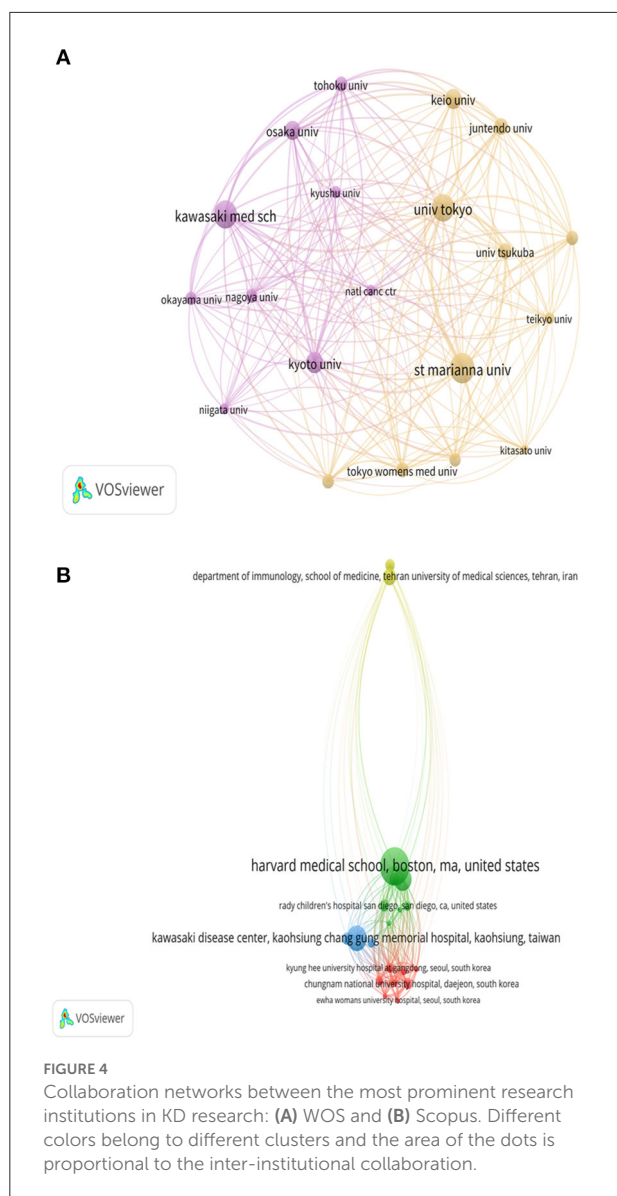 A
tohoku univ
keio univ
osaka univ
juntendo univ
kyushu univ
kawasaki med sch
univ tokyo
univ tsukuba
natl canc ctr
okayama univ
nagoya univ
teikyo univ
kyoto univ
st marianna univ
niigata univ
kitasato univ
tokyo womens med univ
VOSviewer
B
department of immunology, school of medicine, tehran university of medical sciences, tehran, iran
harvard medical school, boston, ma, united states
rady children's hospital san diego, san diego, ca, united states
kawasaki disease center, kaohsiung chang gung memorial hospital, kaohsiung, taiwan
kyung hee university hospital at gangdong, seoul, south korea
chungnam national university hospital, daejeon, south korea
ewha womans university hospital, seoul, south korea
VOSviewer
FIGURE 4
Collaboration networks between the most prominent research
institutions in KD research: (A) WOS and (B) Scopus. Different
colors belong to different clusters and the area of the dots is
proportional to the inter-institutional collaboration.